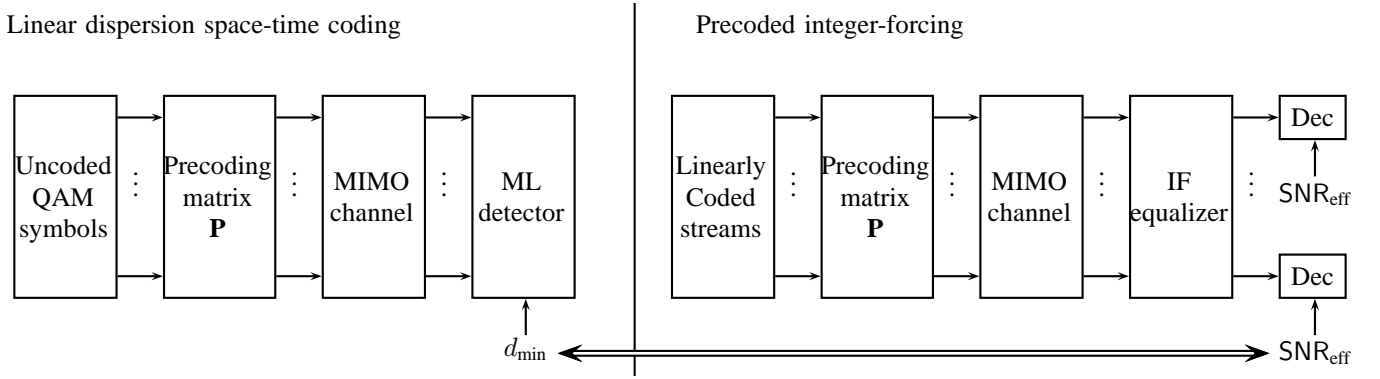 Linear dispersion space-time coding
Uncoded
QAM
symbols
⋮
Precoding
matrix
P
⋮
MIMO
channel
⋮
ML
detector
d_min
Precoded integer-forcing
Linearly
Coded
streams
⋮
Precoding
matrix
P
⋮
MIMO
channel
⋮
IF
equalizer
⋮
Dec
SNR_eff
Dec
SNR_eff